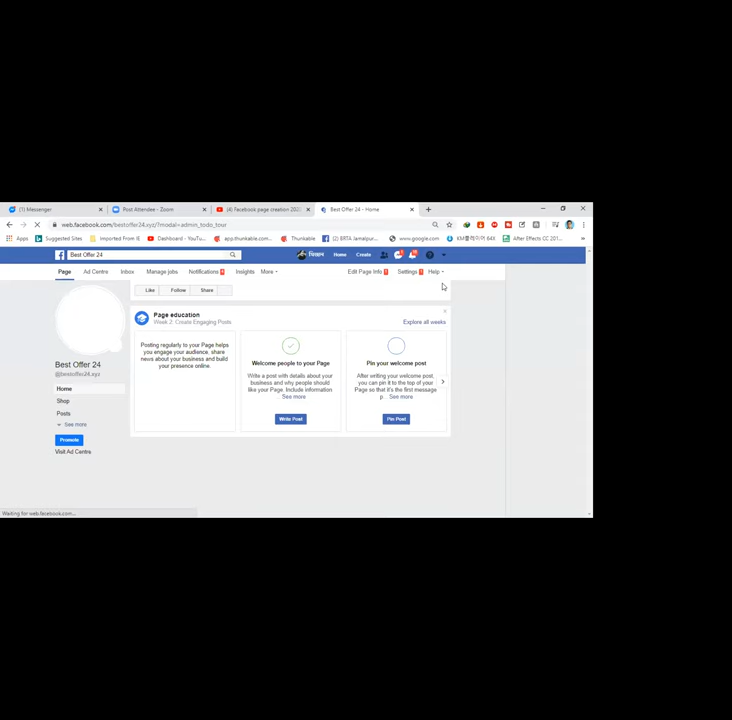 (1) Messenger
Post Attendee - Zoom
(4) Facebook page creation 202
Best Offer 24 - Home
web.facebook.com/bestoffer24.xyz/?modal=admin_todo_tour
Apps
Suggested Sites
Imported From IE
Dashboard - YouTu...
app.thunkable.com...
Thunkable
(2) BRTA Jamalpur...
www.google.com
After Effects CC 201...
Best Offer 24
Home
Create
Page
Ad Centre
Inbox
Manage jobs
Notifications
Insights
More
Edit Page Info
Settings
Help
Like
Follow
Share
Page education
Week 2: Create Engaging Posts
Explore all weeks
Posting regularly to your Page helps
you engage your audience, share
news about your business and build
your presence online.
Welcome people to your Page
Write a post with details about your
business and why people should
like your Page. Include information
See more
Write Post
Pin your welcome post
After writing your welcome post,
you can pin it to the top of your
Page so that it's the first message
p... See more
Pin Post
Best Offer 24
@bestoffer24.xyz
Home
Shop
Posts
See more
Promote
Visit Ad Centre
Waiting for web.facebook.com...